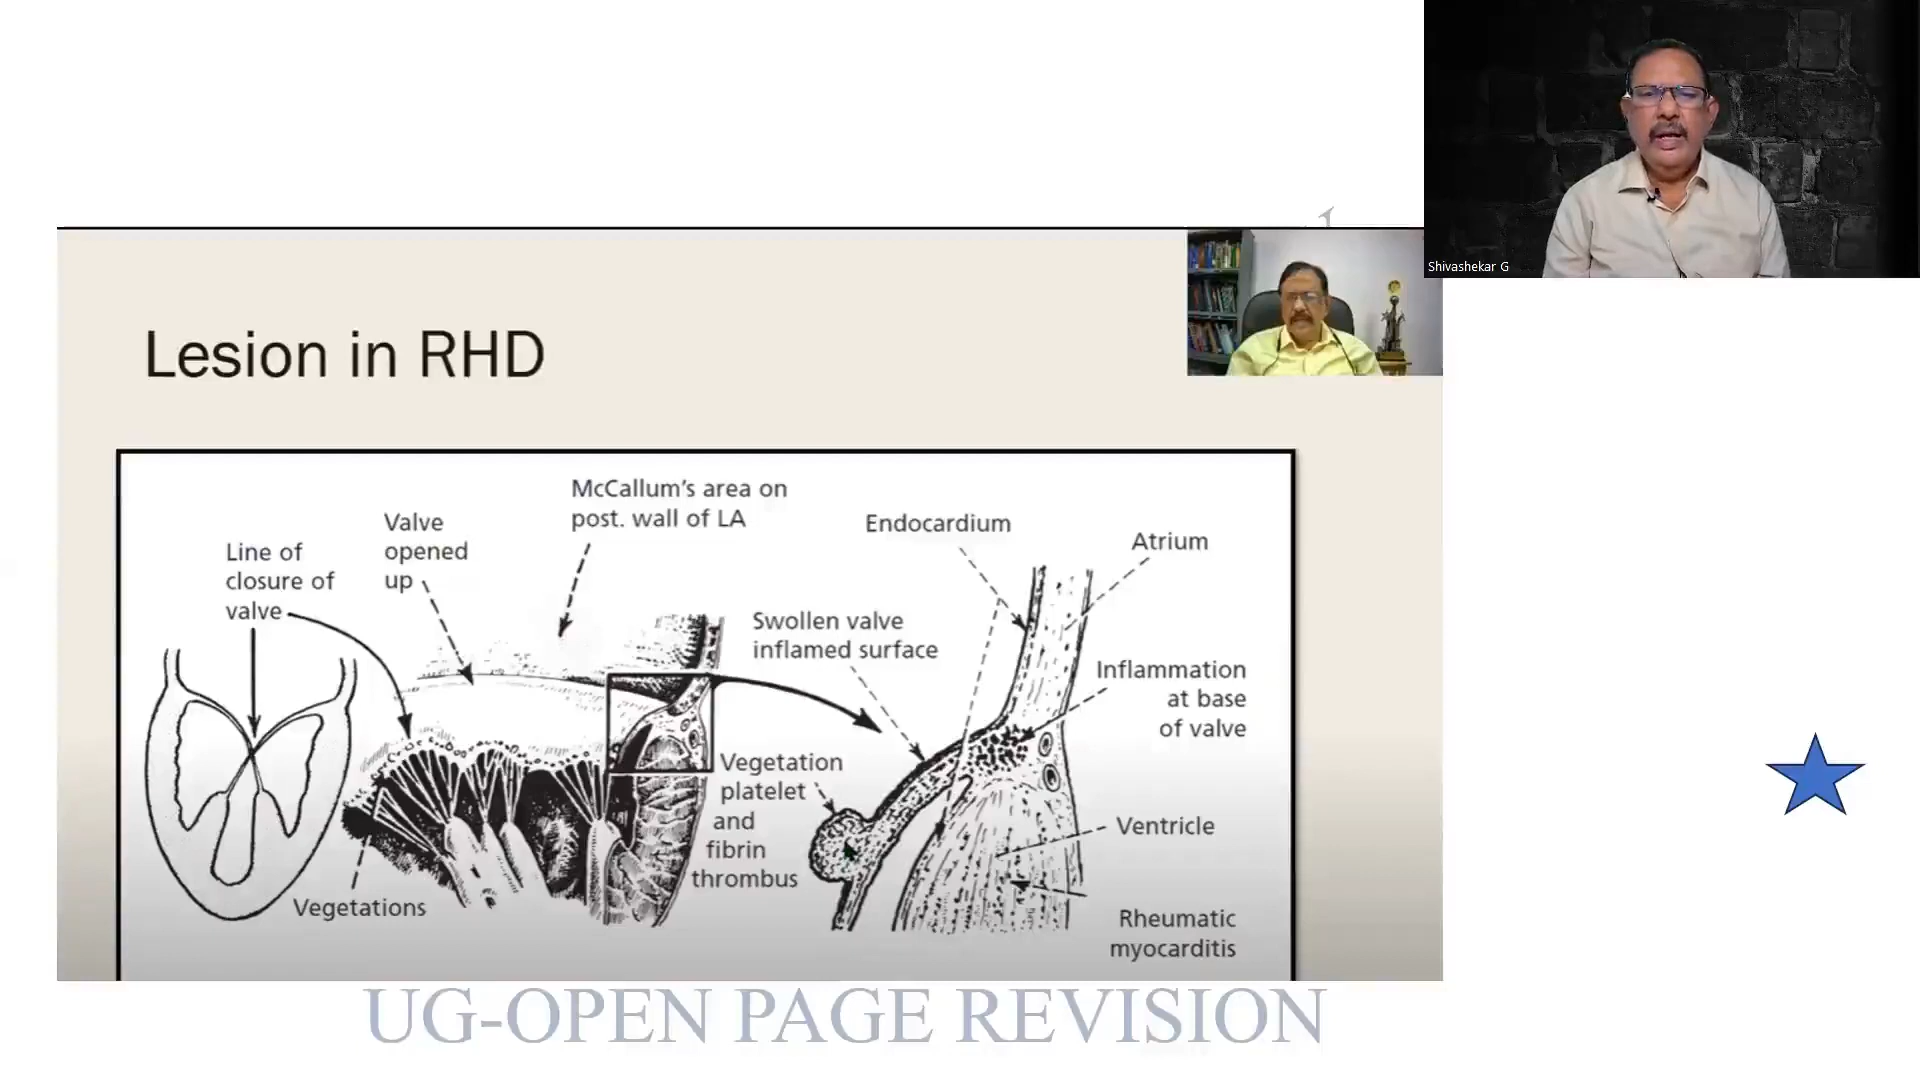 Shivashekar G
Lesion in RHD
McCallum's area on
post. wall of LA
Valve
opened
up
Line of
closure of
valve
Endocardium
Atrium
Swollen valve
inflamed surface
Inflammation
at base
of valve
Vegetation
platelet
and
fibrin
thrombus
Ventricle
Vegetations
Rheumatic
myocarditis
UG-OPEN PAGE REVISION